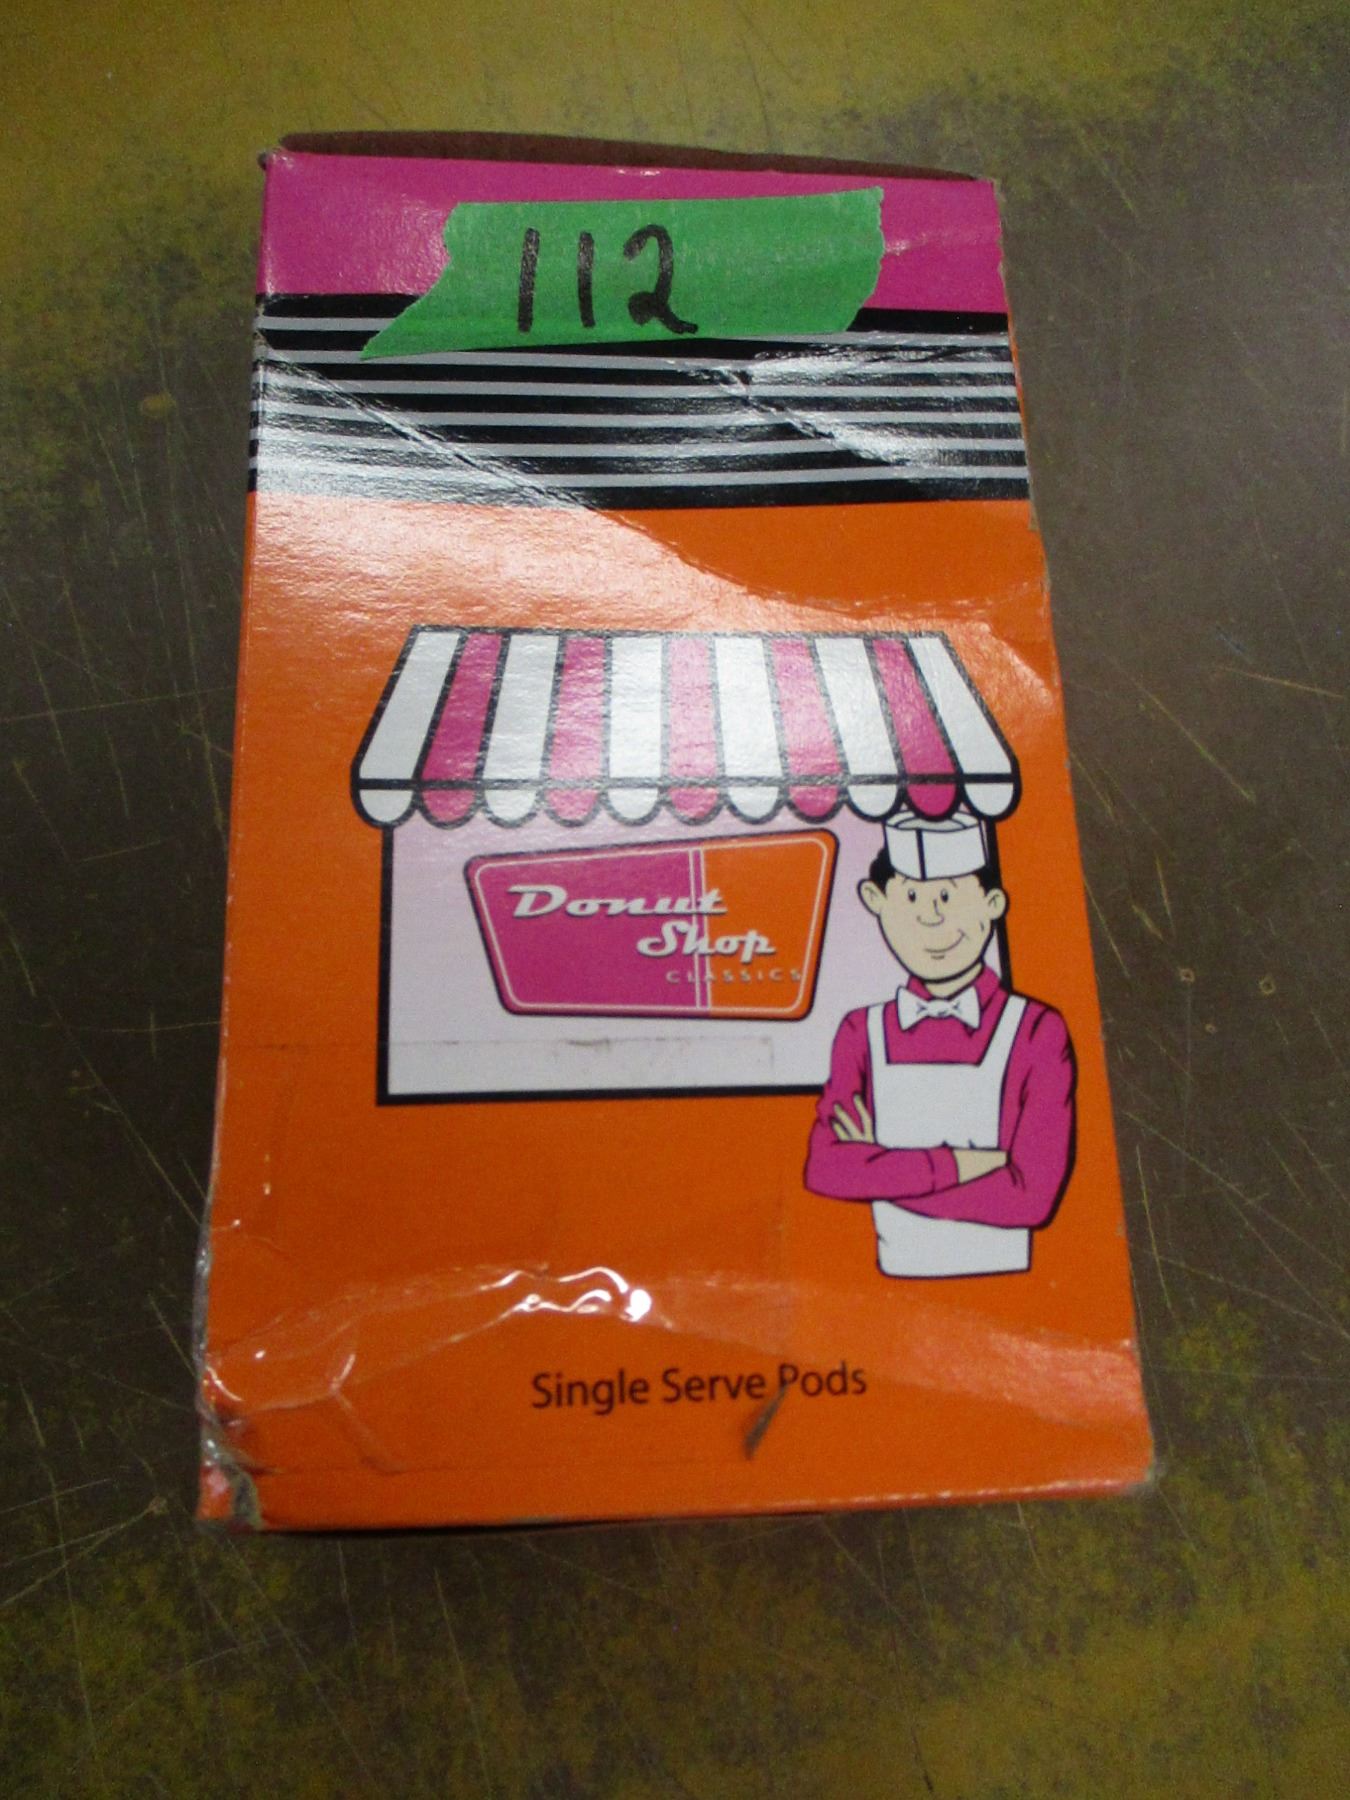 112
Donut
Shop
CLASSICS
Single Serve Pods